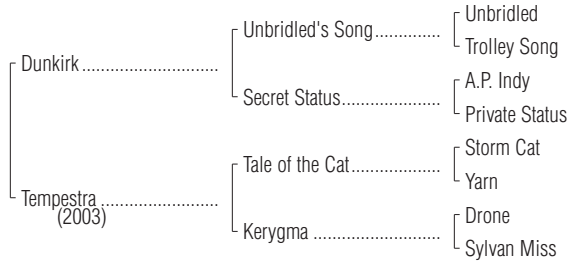 Unbridled
Unbridled's Song..............
Trolley Song
Dunkirk............................
A.P. Indy
Secret Status.....................
Private Status
Storm Cat
Tale of the Cat...................
Yarn
Tempestra ........................
(2003)
Drone
Kerygma ..........................
Sylvan Miss